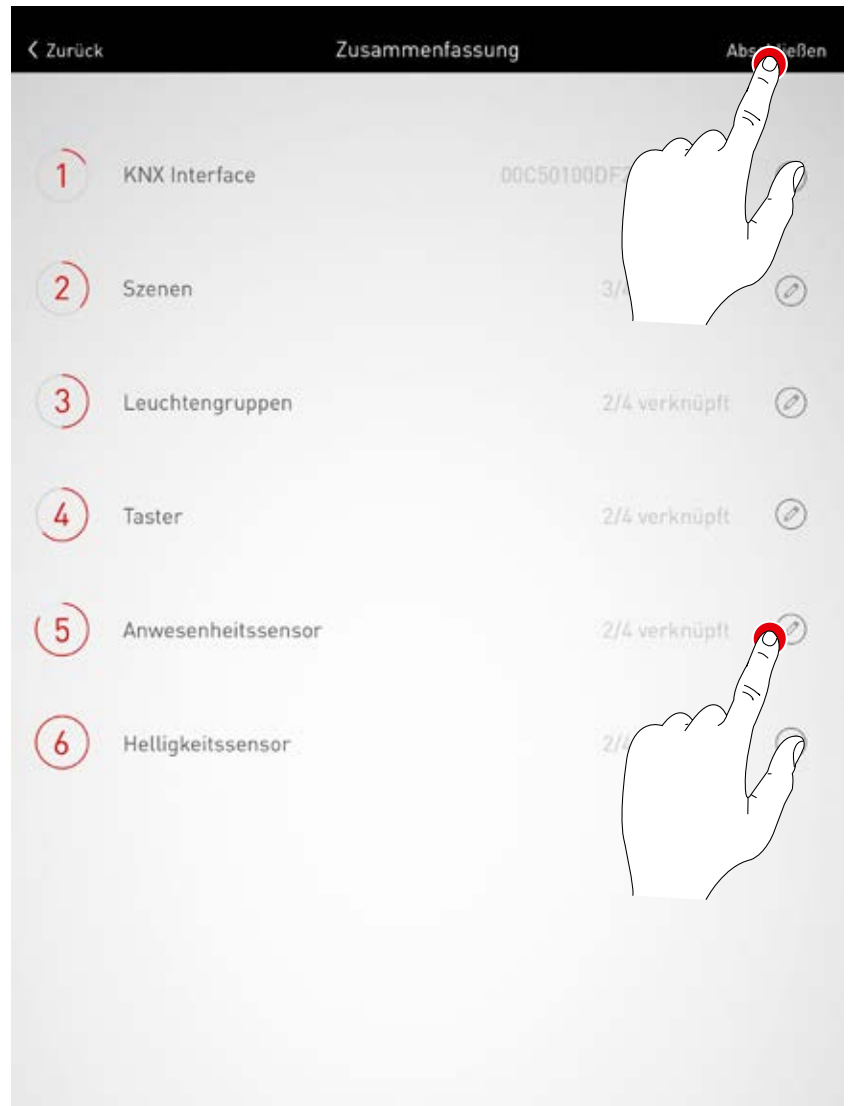 Zurück Zusammenfassung
1 KNX Interface
2 Szenen
3 Leuchtengruppen 2/4 verknüpft
4 Taster 2/4 verknüpft
5 Anwesenheitssensor 2/4 verknüpft
6 Helligkeitssensor